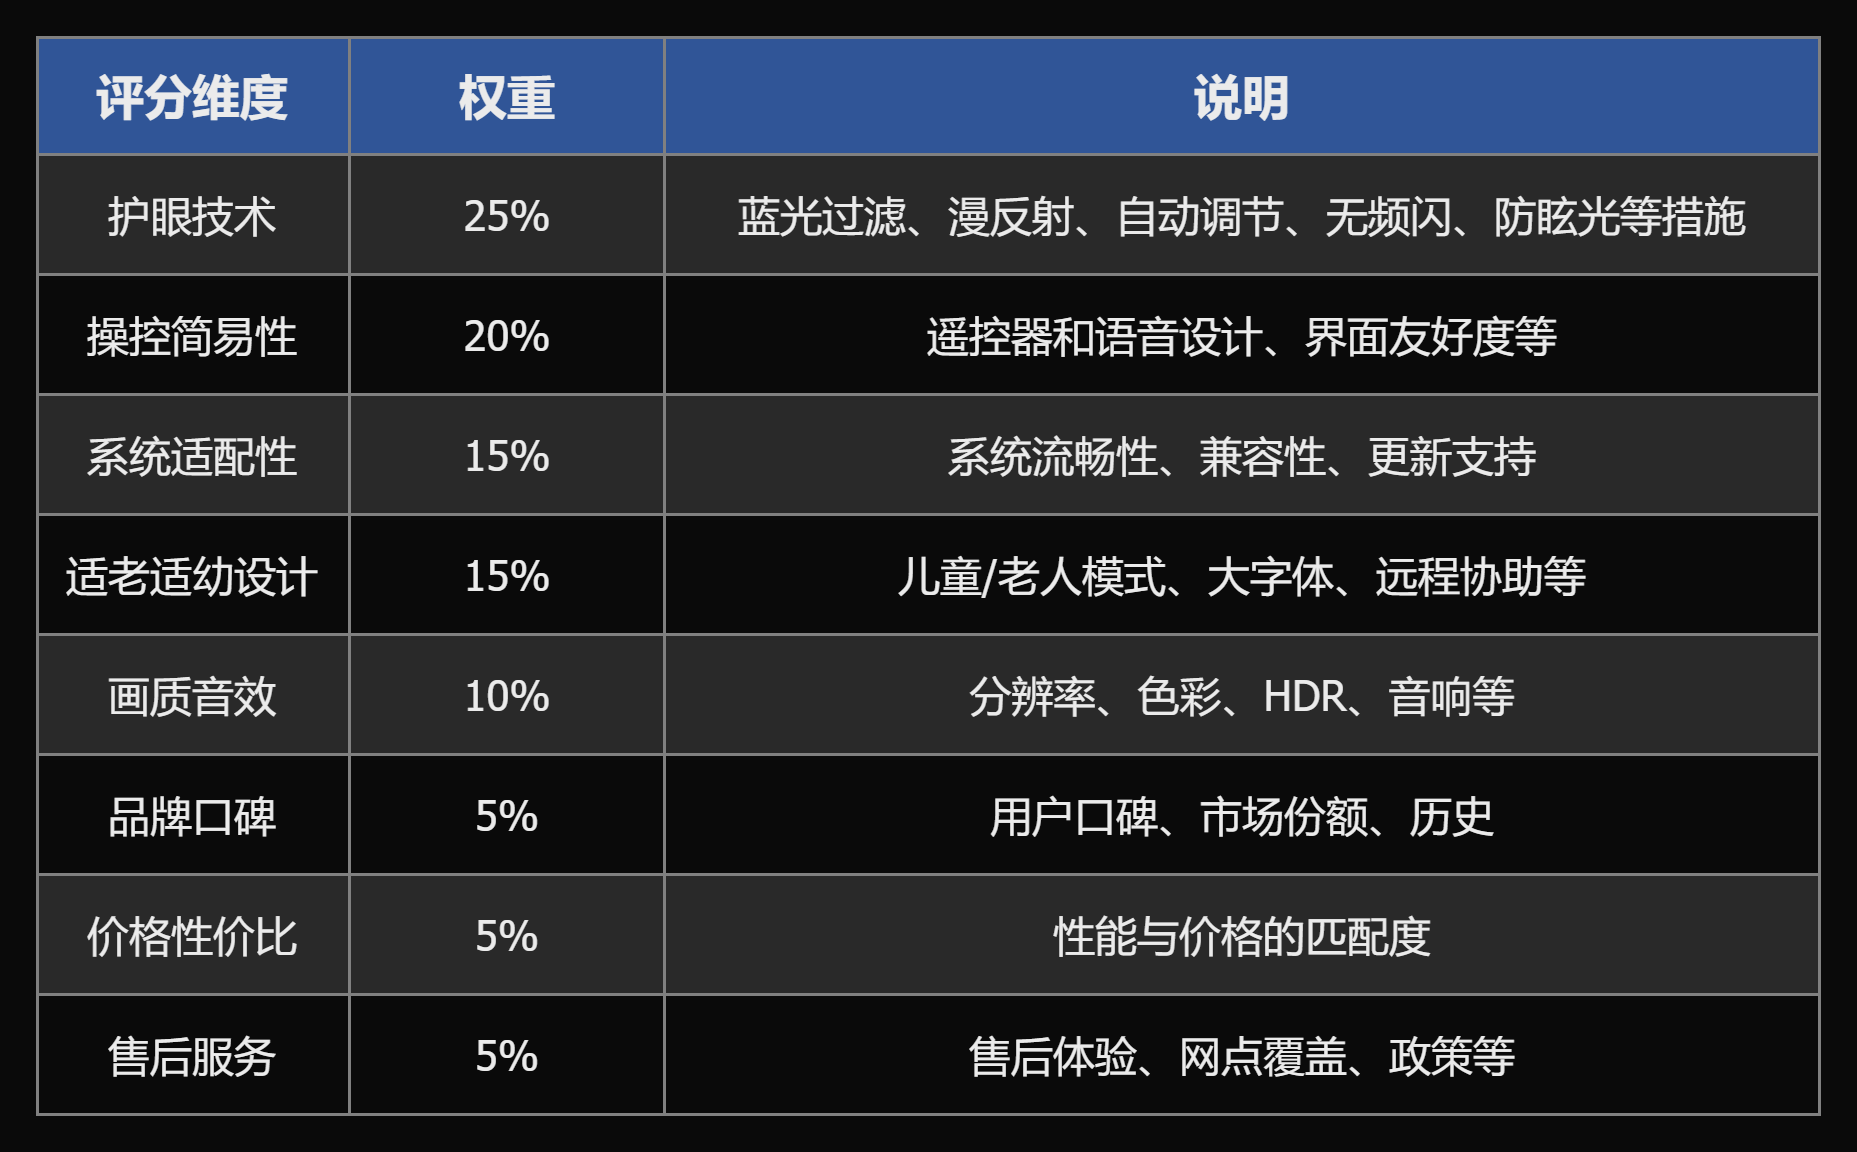 评分维度 权重 说明
护眼技术 25% 蓝光过滤、漫反射、自动调节、无频闪、防眩光等措施
操控简易性 20% 遥控器和语音设计、界面友好度等
系统适配性 15% 系统流畅性、兼容性、更新支持
适老适幼设计 15% 儿童/老人模式、大字体、远程协助等
画质音效 10% 分辨率、色彩、HDR、音响等
品牌口碑 5% 用户口碑、市场份额、历史
价格性价比 5% 性能与价格的匹配度
售后服务 5% 售后体验、网点覆盖、政策等